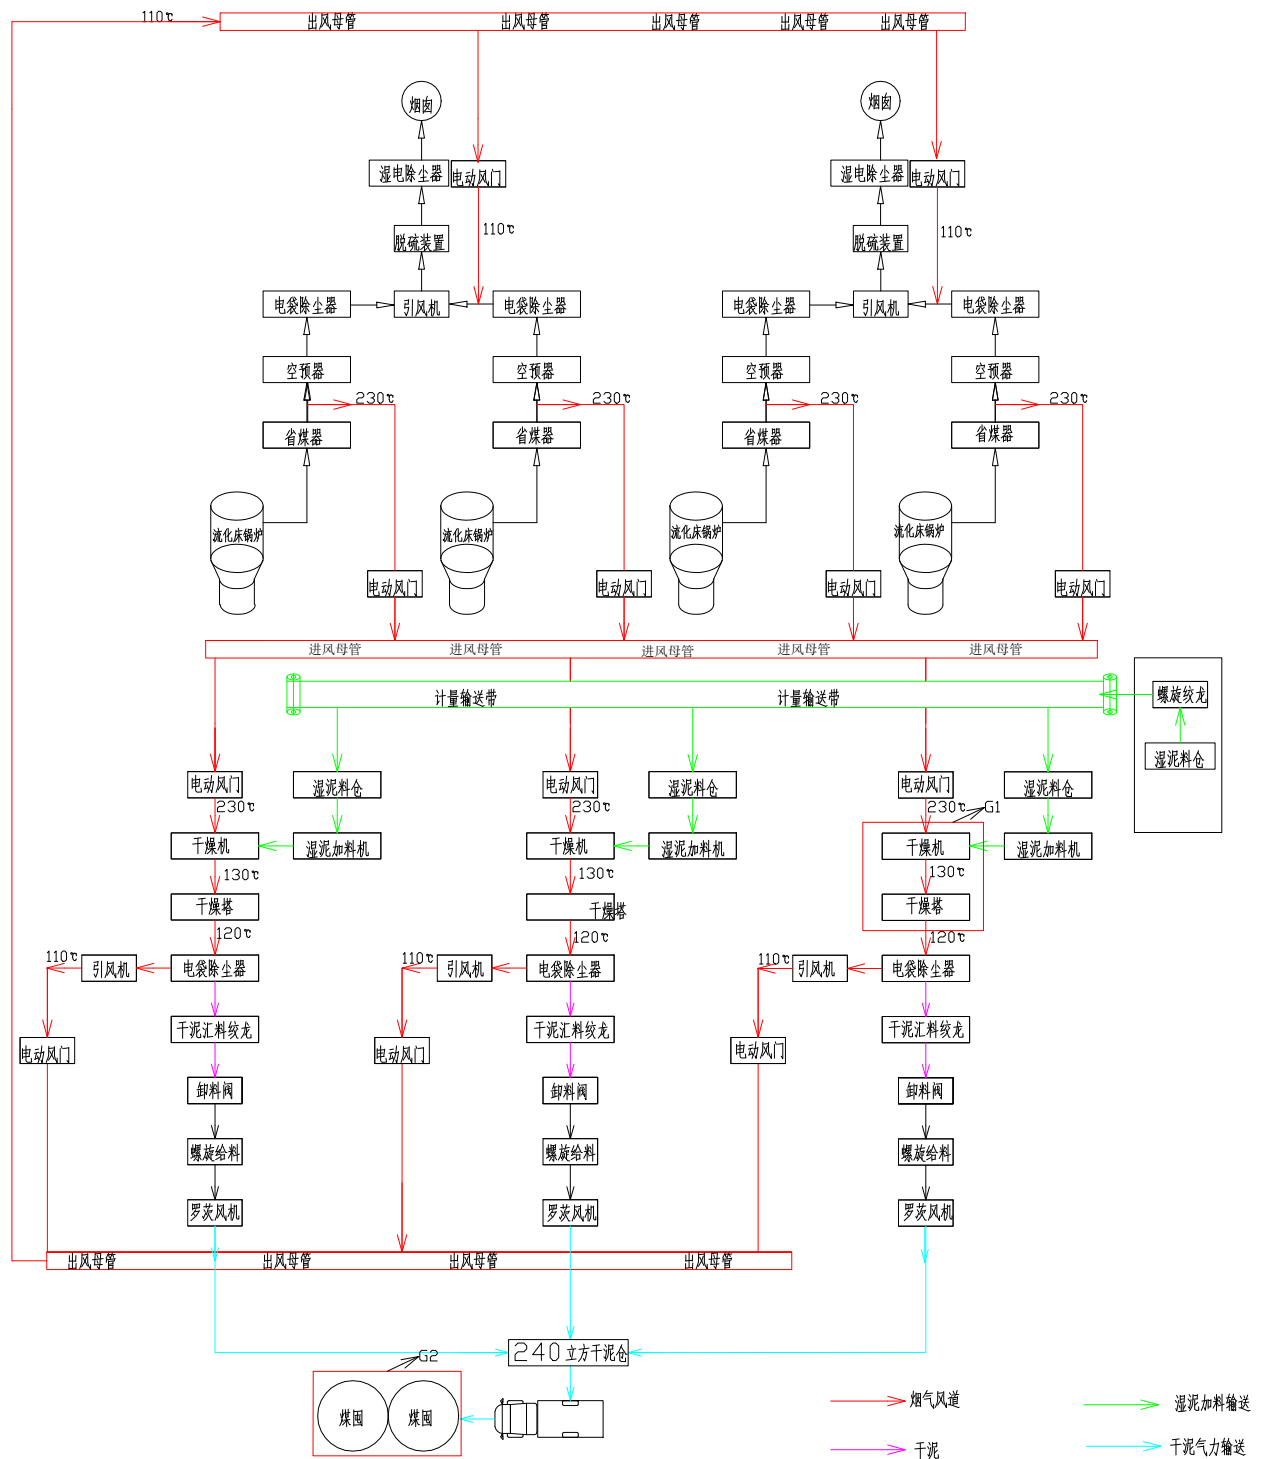 110℃
出风母管 出风母管 出风母管 出风母管 出风母管
烟囱 烟囱
湿电除尘器 电动风门 湿电除尘器 电动风门
脱硫装置 110℃ 脱硫装置 110℃
电袋除尘器 引风机 电袋除尘器 电袋除尘器 引风机 电袋除尘器
空预器 空预器 空预器 空预器
230℃ 230℃ 230℃ 230℃
省煤器 省煤器 省煤器 省煤器
流化床锅炉 流化床锅炉 流化床锅炉 流化床锅炉
电动风门 电动风门 电动风门 电动风门
进风母管 进风母管 进风母管 进风母管 进风母管
计量输送带 计量输送带 螺旋绞龙
湿泥料仓
电动风门 湿泥料仓 电动风门 湿泥料仓 电动风门 湿泥料仓
230℃ 230℃ 230℃ G1
干燥机 湿泥加料机 干燥机 湿泥加料机 干燥机 湿泥加料机
130℃ 130℃ 130℃
干燥塔 干燥塔 干燥塔
120℃ 120℃ 120℃
110℃ 引风机 电袋除尘器 110℃ 引风机 电袋除尘器 110℃ 引风机 电袋除尘器
干泥汇料绞龙 干泥汇料绞龙 干泥汇料绞龙
电动风门 电动风门 电动风门
卸料阀 卸料阀 卸料阀
螺旋给料 螺旋给料 螺旋给料
罗茨风机 罗茨风机 罗茨风机
出风母管 出风母管 出风母管 出风母管
240立方干泥仓
G2
煤囤 煤囤
烟气风道 湿泥加料输送
干泥 干泥气力输送